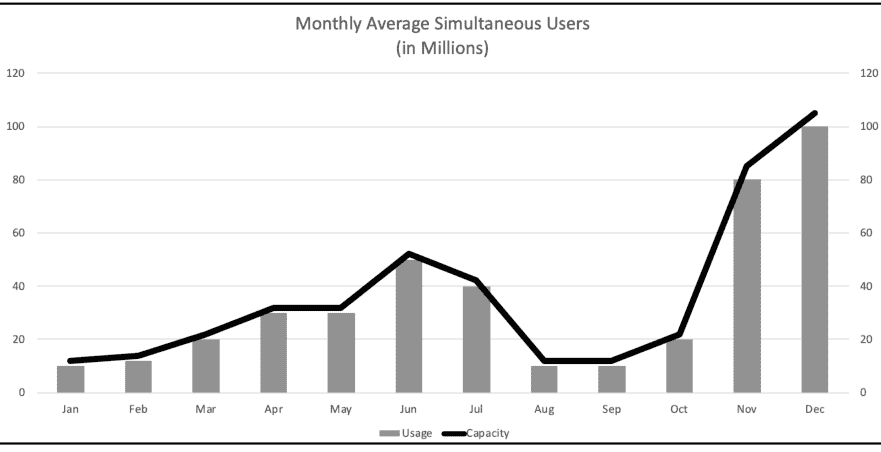 Monthly Average Simultaneous Users
(in Millions)
120 120
100 100
80 80
60 60
40 40
20 20
0 0
Jan Feb Mar Apr May Jun Jul Aug Sep Oct Nov Dec
Usage Capacity